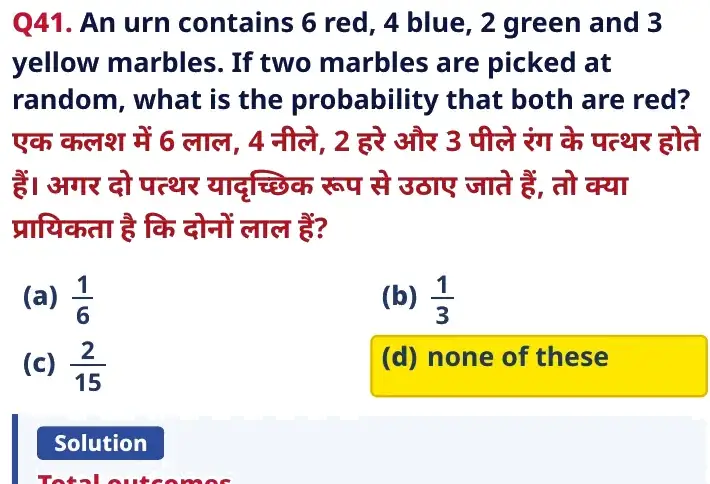 Q41. An urn contains 6 red, 4 blue, 2 green and 3
yellow marbles. If two marbles are picked at
random, what is the probability that both are red?
एक कलश में 6 लाल, 4 नीले, 2 हरे और 3 पीले रंग के पत्थर होते
हैं। अगर दो पत्थर यादृच्छिक रूप से उठाए जाते हैं, तो क्या
प्रायिकता है कि दोनों लाल हैं?
(a) 1/6
(b) 1/3
(c) 2/15
(d) none of these
Solution
Total outcomes